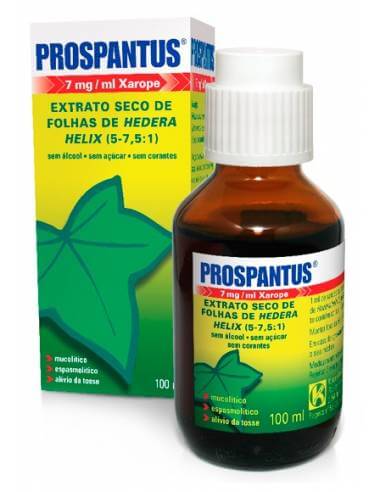 PROSPANTUS®
7 mg / ml Xarope
EXTRATO SECO DE
FOLHAS DE HEDERA
HELIX (5-7,5:1)
sem álcool • sem açúcar • sem corantes
mucolítico
espasmolítico
alívio da tosse
100 ml
PROSPANTUS®
7 mg / ml Xarope
EXTRATO SECO DE
FOLHAS DE HEDERA
HELIX (5-7,5:1)
sem álcool • sem açúcar
sem corantes
mucolítico
espasmolítico
alívio da tosse
100 ml